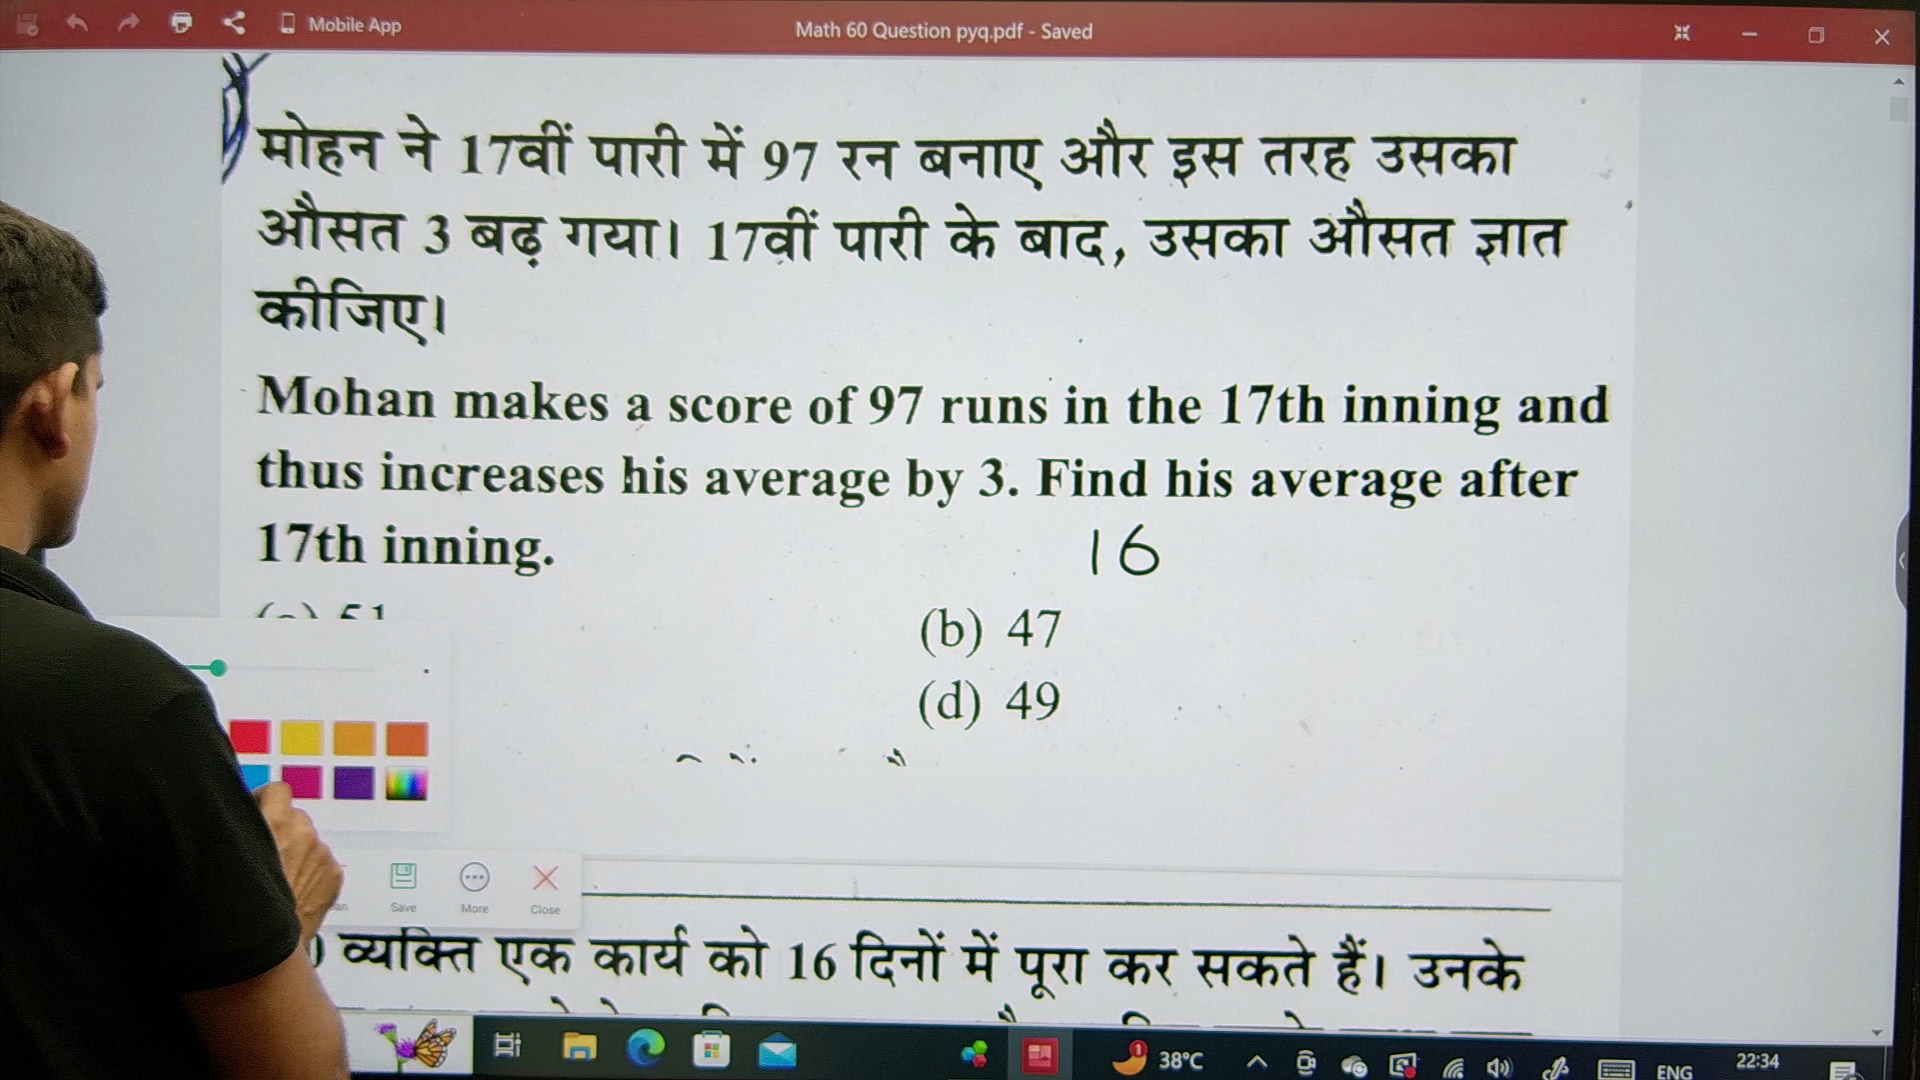 Mobile App
Math 60 Question pyq.pdf - Saved
मोहन ने 17वीं पारी में 97 रन बनाए और इस तरह उसका
औसत 3 बढ़ गया। 17वीं पारी के बाद, उसका औसत ज्ञात
कीजिए।
Mohan makes a score of 97 runs in the 17th inning and
thus increases his average by 3. Find his average after
17th inning.
16
(a) 51
(b) 47
(d) 49
Save
More
Close
व्यक्ति एक कार्य को 16 दिनों में पूरा कर सकते हैं। उनके
1
38°C
ENG
22:34